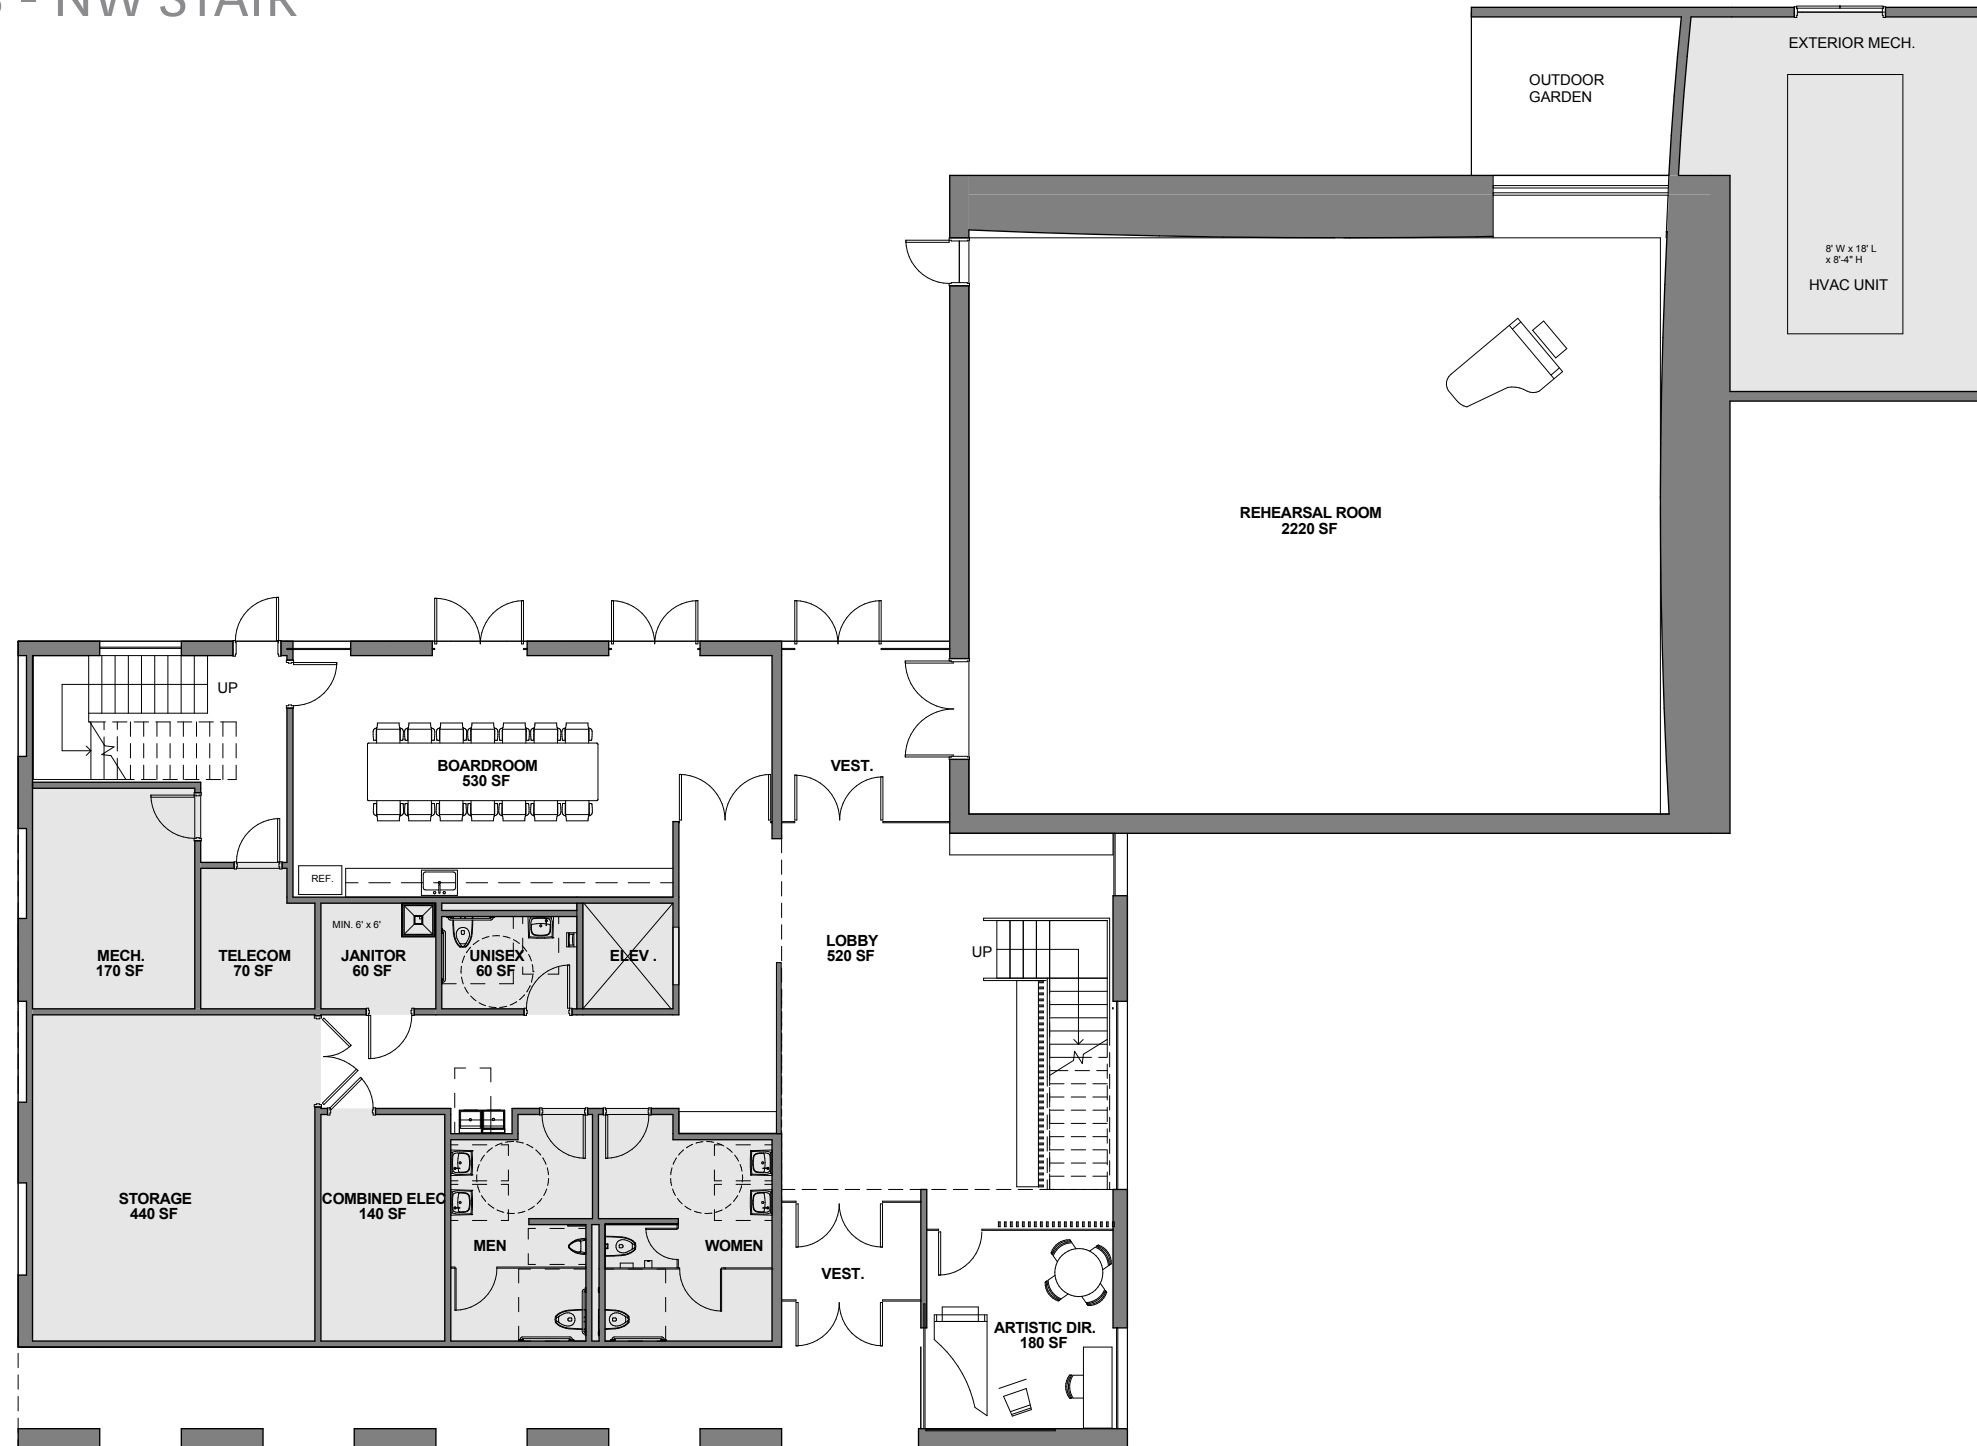 - NW STAIR
EXTERIOR MECH.
OUTDOOR
GARDEN
8' W x 18' L
x 8'-4" H
HVAC UNIT
REHEARSAL ROOM
2220 SF
UP
BOARDROOM
530 SF
VEST.
REF.
MIN. 6' x 6'
MECH.
170 SF
TELECOM
70 SF
JANITOR
60 SF
UNISEX
60 SF
ELEV .
LOBBY
520 SF
UP
STORAGE
440 SF
COMBINED ELEC
140 SF
MEN
WOMEN
VEST.
ARTISTIC DIR.
180 SF